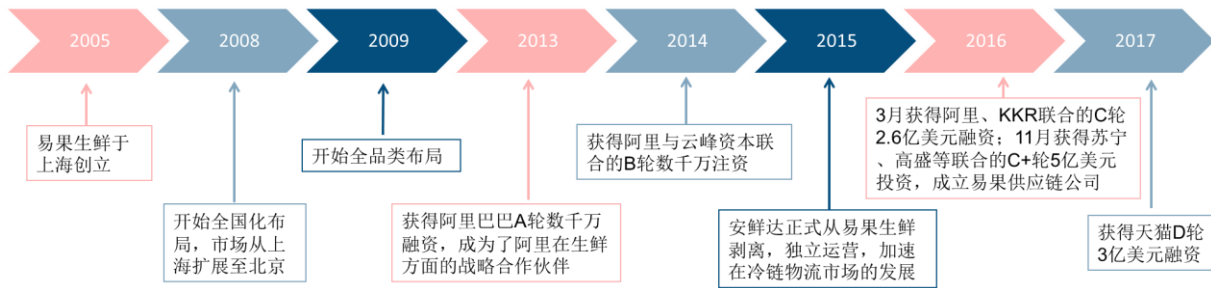 2005
2008
2009
2013
2014
2015
2016
2017
易果生鲜于
上海创立
开始全国化布
局，市场从上
海扩展至北京
开始全品类布局
获得阿里巴巴A轮数千万
融资，成为了阿里在生鲜
方面的战略合作伙伴
获得阿里与云峰资本联
合的B轮数千万注资
安鲜达正式从易果生鲜
剥离，独立运营，加速
在冷链物流市场的发展
3月获得阿里、KKR联合的C轮
2.6亿美元融资；11月获得苏宁
、高盛等联合的C+轮5亿美元
投资，成立易果供应链公司
获得天猫D轮
3亿美元融资